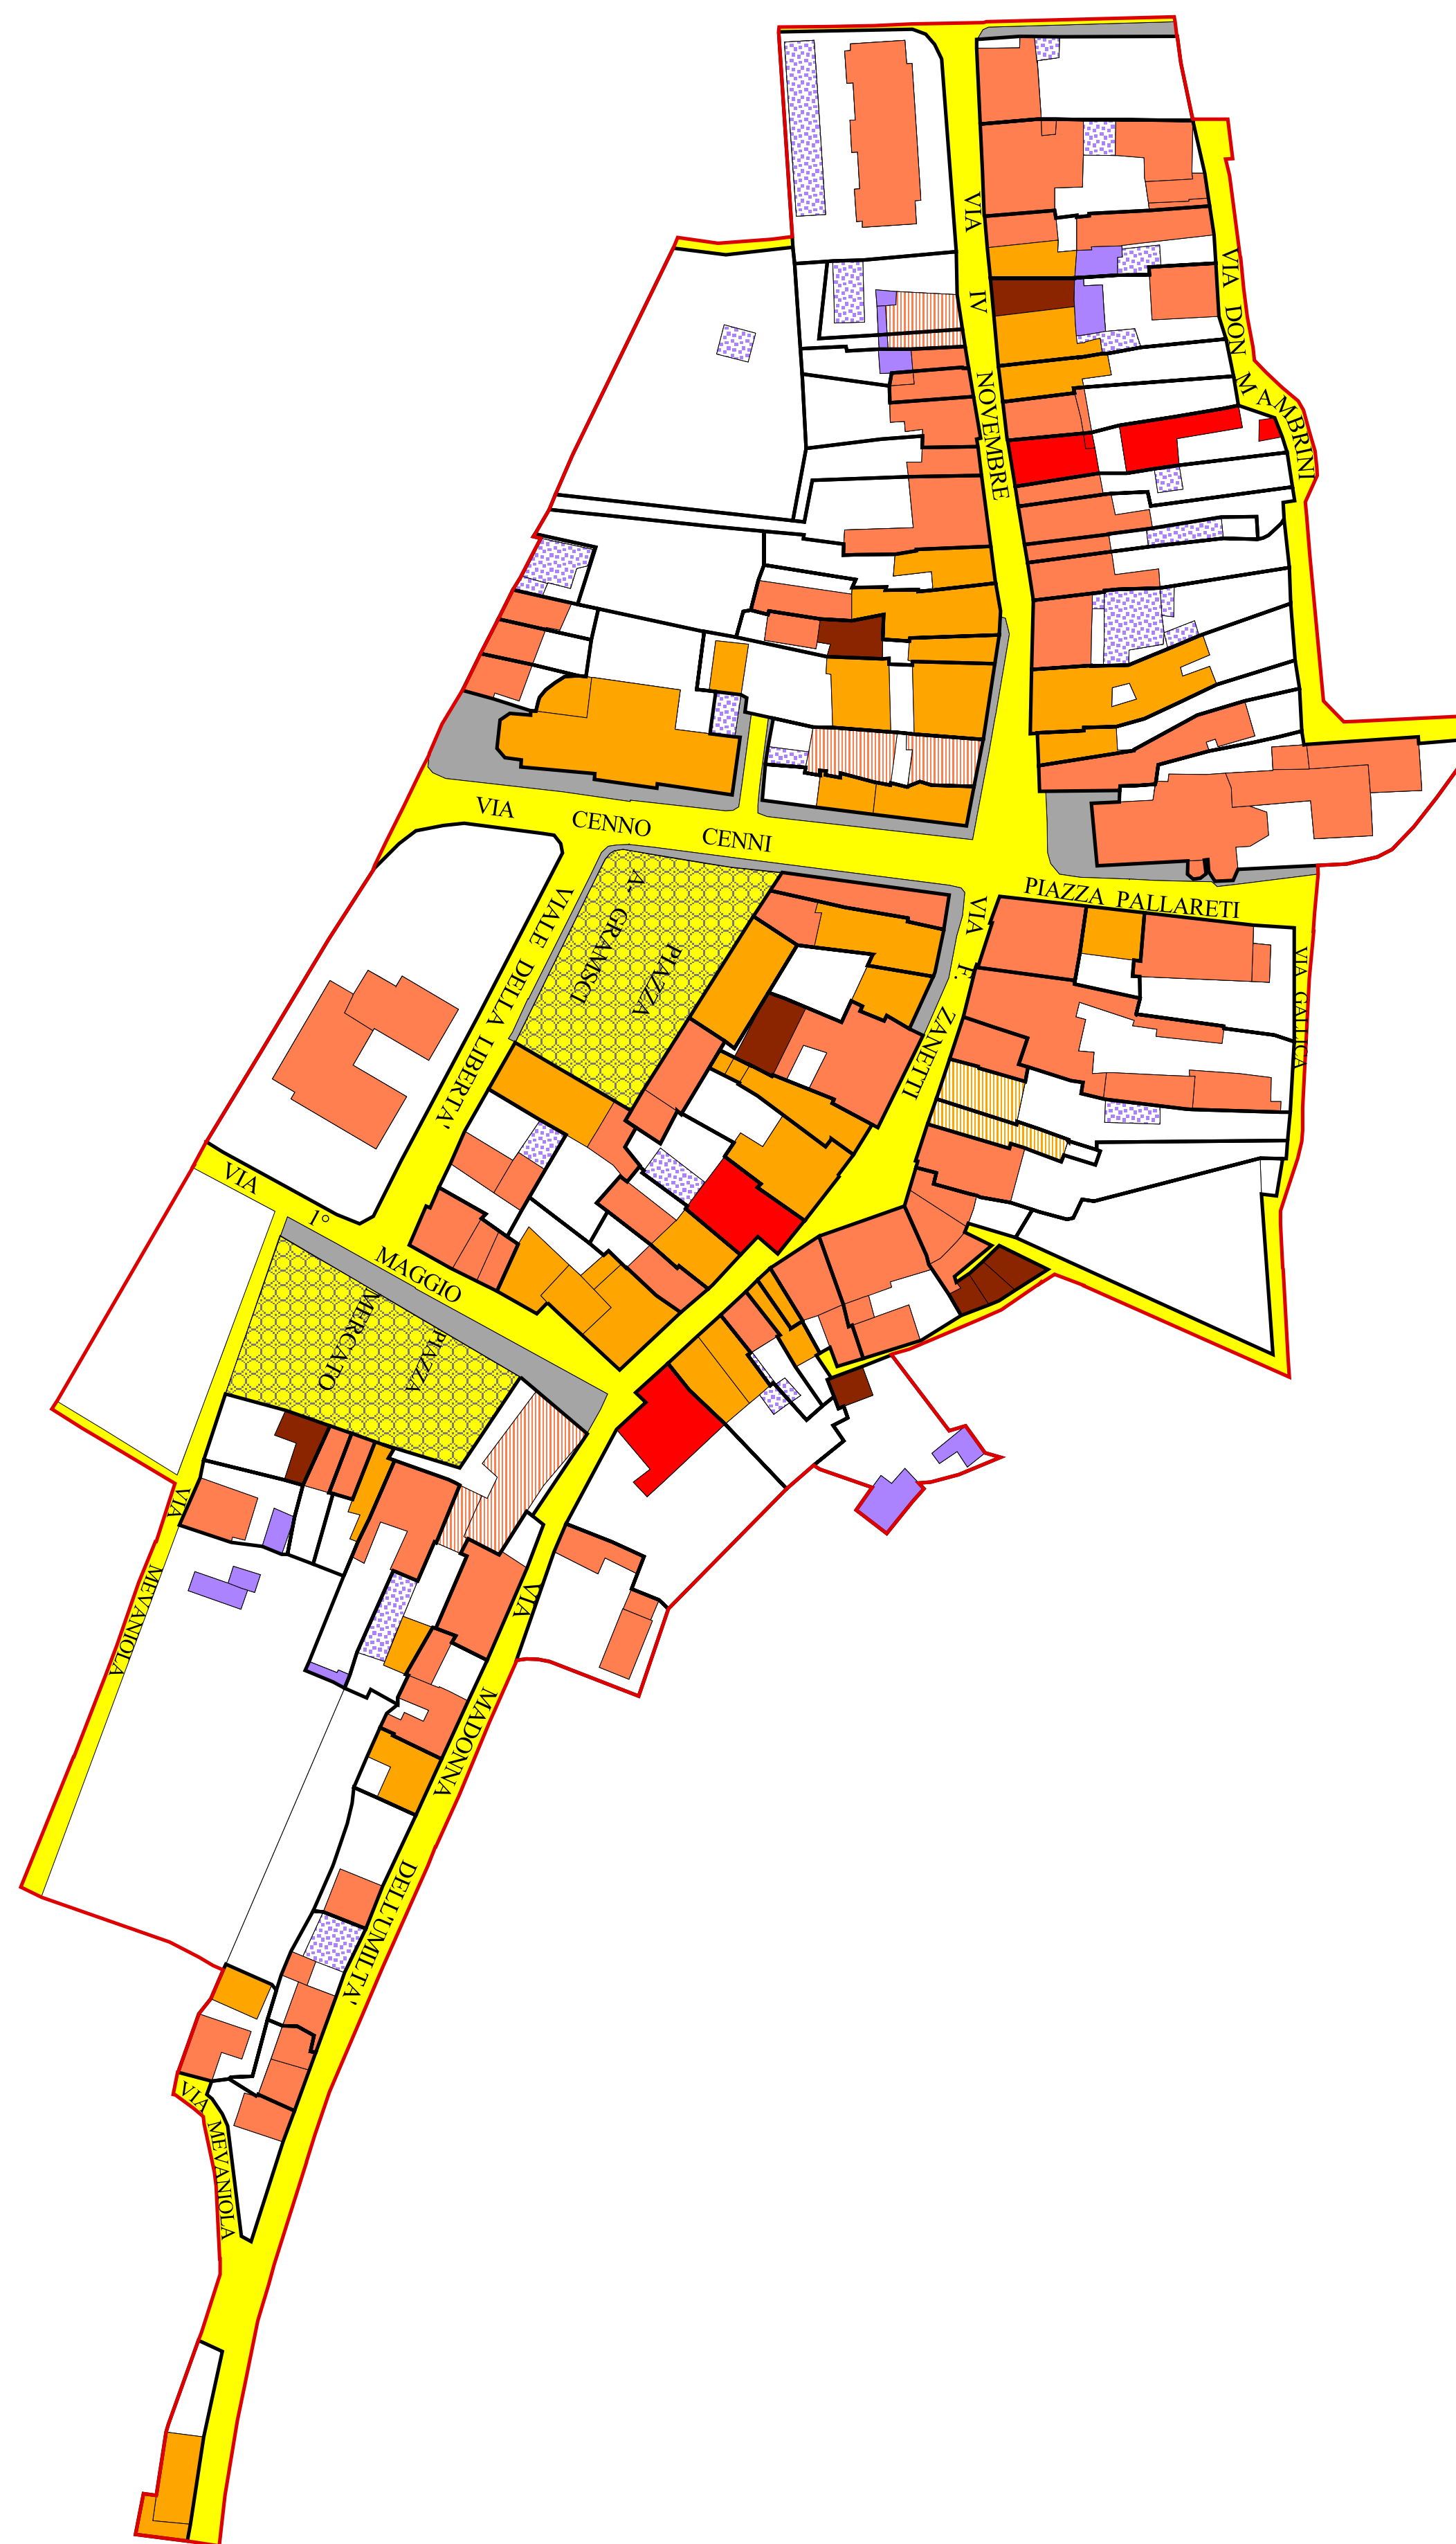 VIA IV NOVEMBRE
VIA DON MAMBRINI
VIA CENNO CENNI
PIAZZA PALLARETI
VIALE DELLA LIBERTA'
PIAZZA
A. GRAMSCI
VIA F. ZANETTI
VIA GALLICA
VIA 1° MAGGIO
PIAZZA
MERCATO
VIA MEVANIOLA
VIA MADONNA DELL'UMILTA'
VIA MEVANIOLA